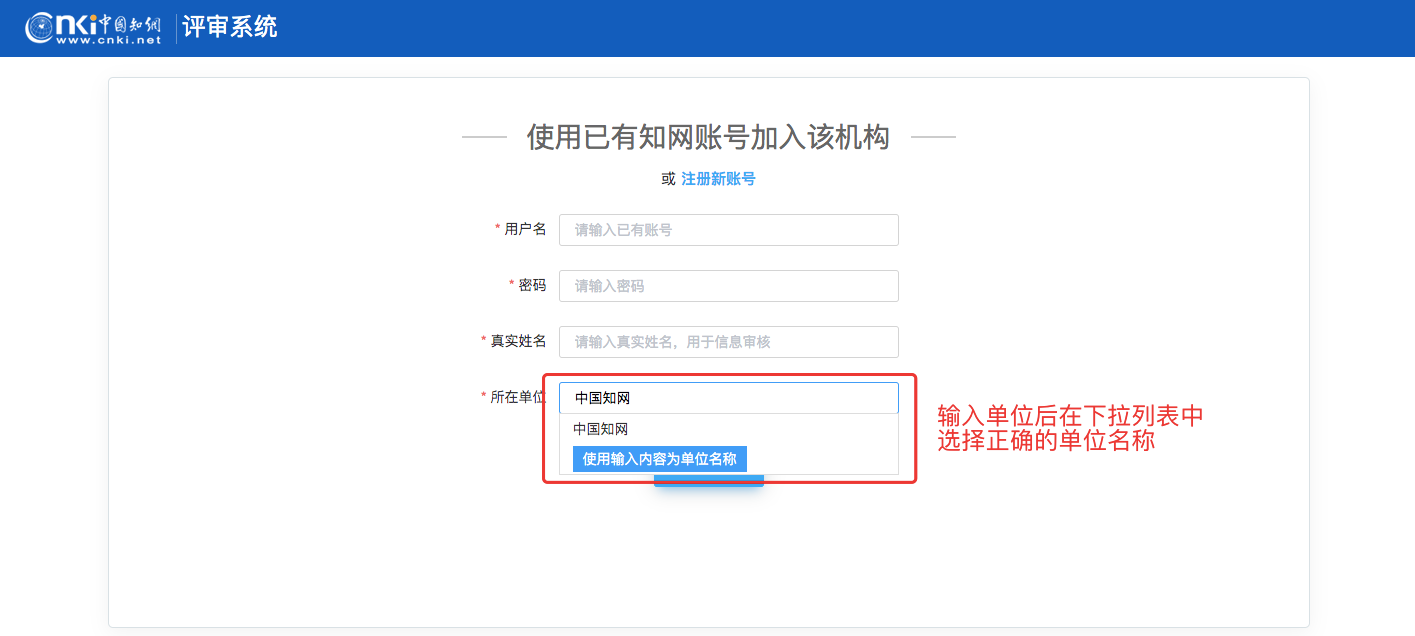 cnki中国知网
www.cnki.net
评审系统
使用已有知网账号加入该机构
或 注册新账号
* 用户名 请输入已有账号
* 密码 请输入密码
* 真实姓名 请输入真实姓名，用于信息审核
* 所在单位 中国知网
中国知网
使用输入内容为单位名称
输入单位后在下拉列表中
选择正确的单位名称